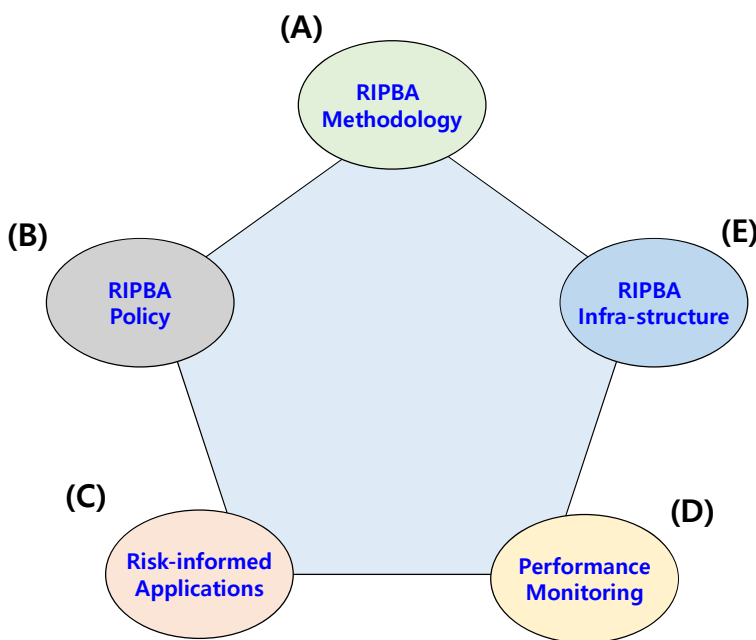 (A)
RIPBA
Methodology
(B)
RIPBA
Policy
(E)
RIPBA
Infra-structure
(C)
Risk-informed
Applications
(D)
Performance
Monitoring